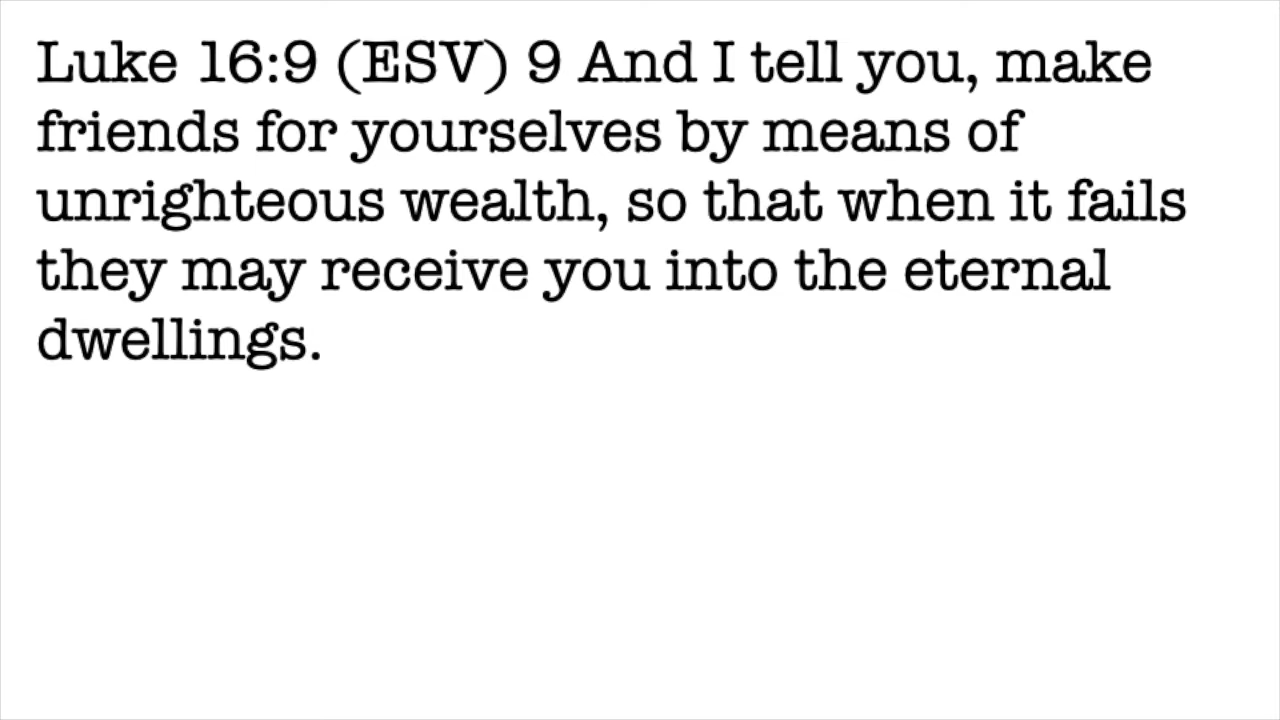 Luke 16:9 (ESV) 9 And I tell you, make
friends for yourselves by means of
unrighteous wealth, so that when it fails
they may receive you into the eternal
dwellings.